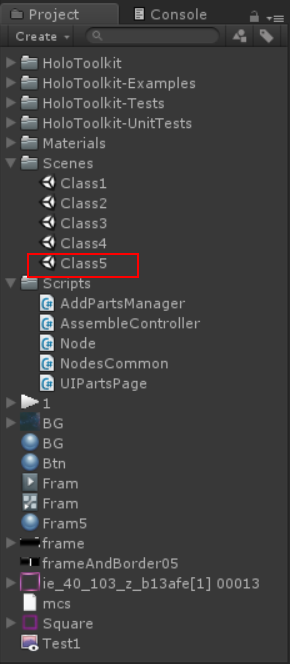 Project Console
Create
HoloToolkit
HoloToolkit-Examples
HoloToolkit-Tests
HoloToolkit-UnitTests
Materials
Scenes
Class1
Class2
Class3
Class4
Class5
Scripts
AddPartsManager
AssembleController
Node
NodesCommon
UIPartsPage
1
BG
BG
Btn
Fram
Fram
Fram5
frame
frameAndBorder05
ie_40_103_z_b13afe[1] 00013
mcs
Square
Test1